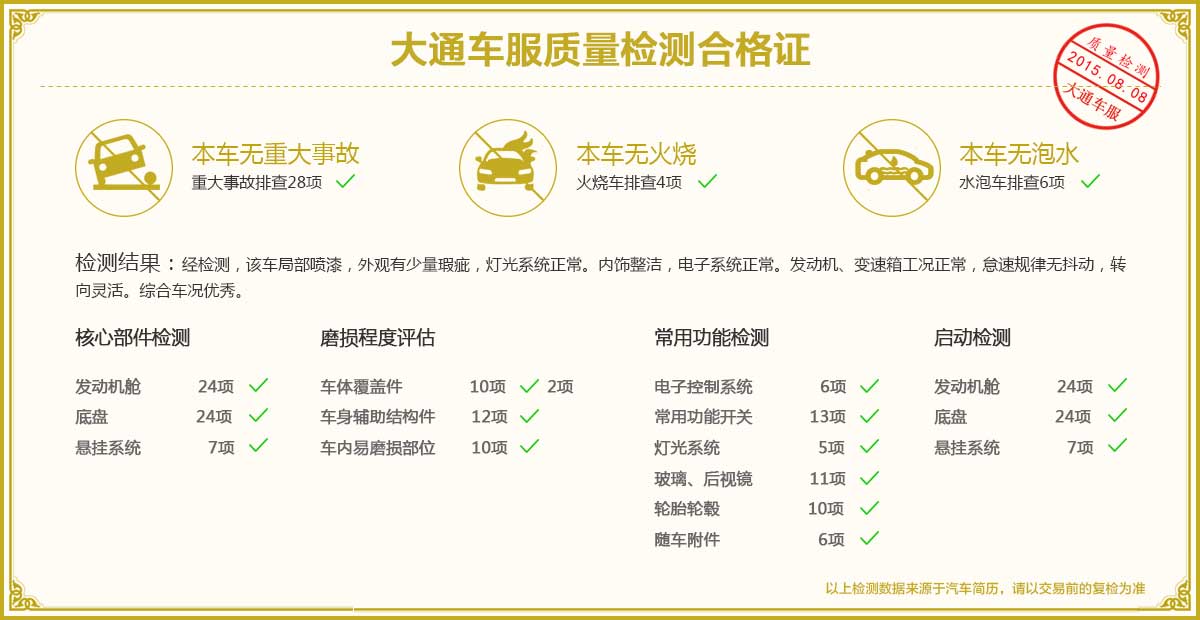 大通车服质量检测合格证
质量检测
2015.08.08
大通车服
本车无重大事故
重大事故排查28项
本车无火烧
火烧车排查4项
本车无泡水
水泡车排查6项
检测结果：经检测，该车局部喷漆，外观有少量瑕疵，灯光系统正常。内饰整洁，电子系统正常。发动机、变速箱工况正常，怠速规律无抖动，转
向灵活。综合车况优秀。
核心部件检测
发动机舱 24项 ✓
底盘 24项 ✓
悬挂系统 7项 ✓
磨损程度评估
车体覆盖件 10项 ✓ 2项
车身辅助结构件 12项 ✓
车内易磨损部位 10项 ✓
常用功能检测
电子控制系统 6项 ✓
常用功能开关 13项 ✓
灯光系统 5项 ✓
玻璃、后视镜 11项 ✓
轮胎轮毂 10项 ✓
随车附件 6项 ✓
启动检测
发动机舱 24项 ✓
底盘 24项 ✓
悬挂系统 7项 ✓
以上检测数据来源于汽车简历，请以交易前的复检为准